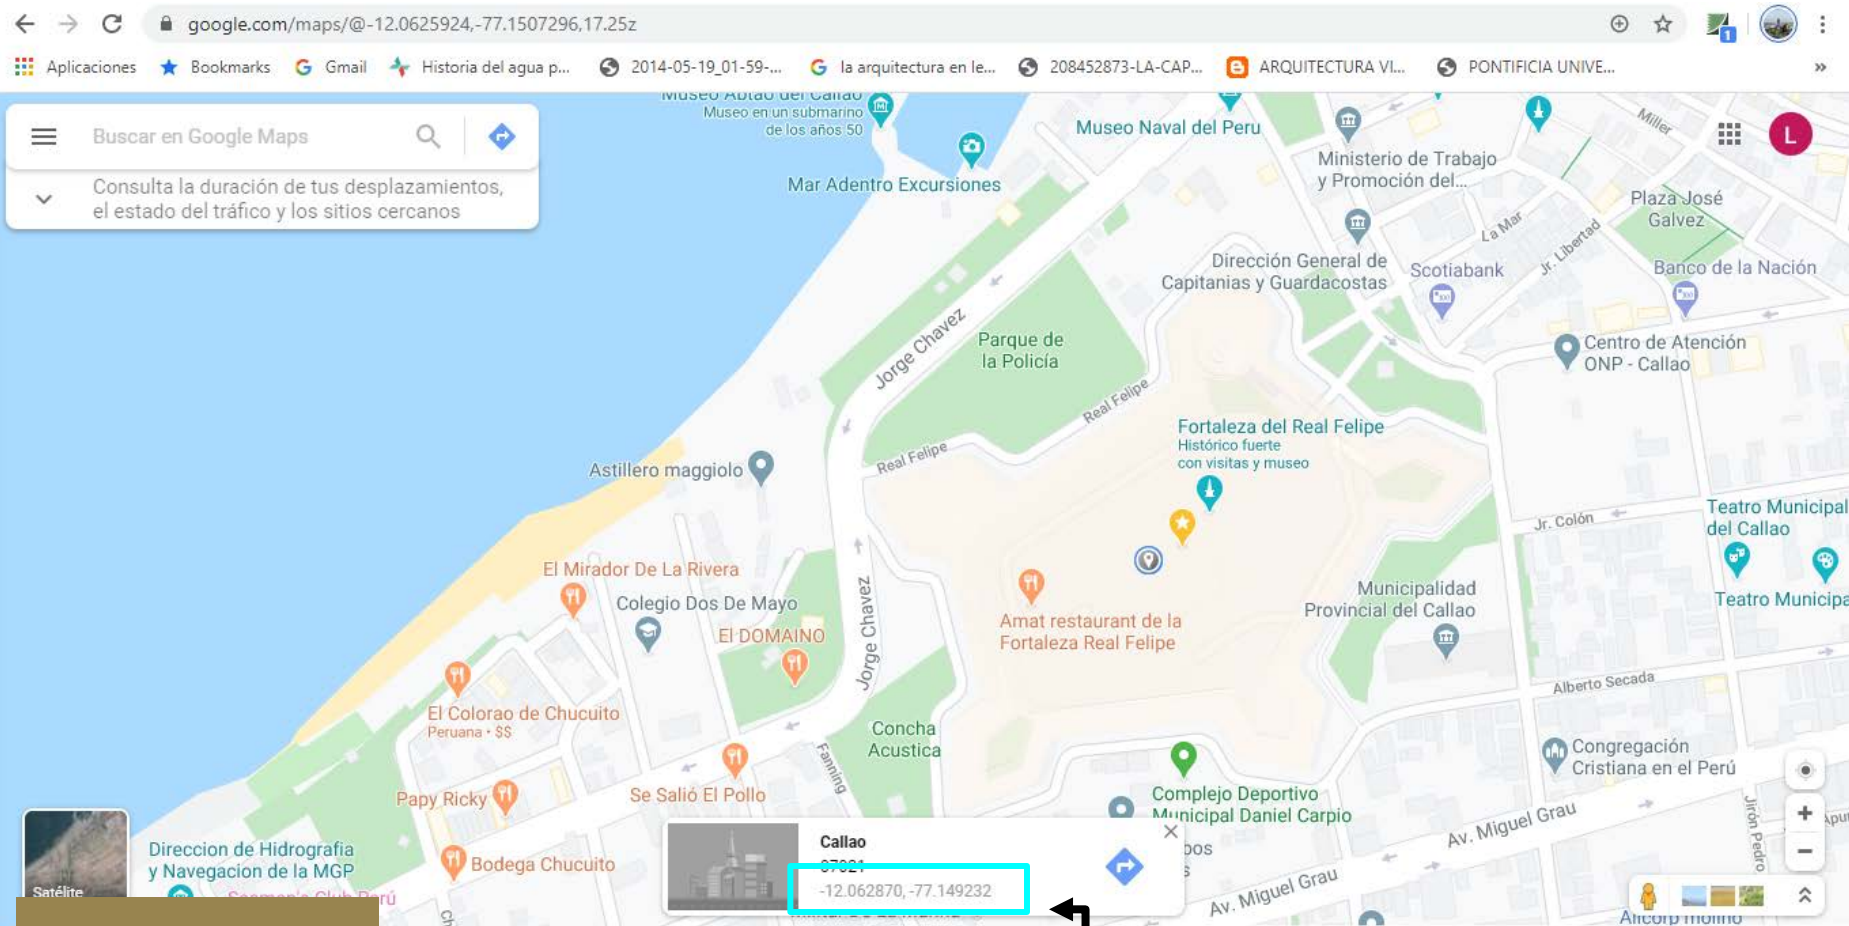 google.com/maps/@-12.0625924,-77.1507296,17.25z
1
Aplicaciones
Bookmarks
Gmail
Historia del agua p...
2014-05-19_01-59-...
la arquitectura en le...
208452873-LA-CAP...
ARQUITECTURA VI...
PONTIFICIA UNIVE...
»
Buscar en Google Maps
Consulta la duración de tus desplazamientos,
el estado del tráfico y los sitios cercanos
L
Museo Abtao del Callao
Museo en un submarino
de los años 50
Mar Adentro Excursiones
Museo Naval del Peru
Ministerio de Trabajo
y Promoción del...
Miller
Plaza José
Galvez
La Mar
Jr. Libertad
Dirección General de
Capitanias y Guardacostas
Scotiabank
Banco de la Nación
Jorge Chavez
Parque de
la Policía
Centro de Atención
ONP - Callao
Real Felipe
Fortaleza del Real Felipe
Histórico fuerte
con visitas y museo
Real Felipe
Astillero maggiolo
Jr. Colón
Teatro Municipal
del Callao
El Mirador De La Rivera
Colegio Dos De Mayo
El DOMAINO
Jorge Chavez
Amat restaurant de la
Fortaleza Real Felipe
Municipalidad
Provincial del Callao
Teatro Municipa
Alberto Secada
El Colorao de Chucuito
Peruana · $$
Concha
Acustica
Fanning
Congregación
Cristiana en el Perú
Se Salió El Pollo
Papy Ricky
Complejo Deportivo
Municipal Daniel Carpio
Av. Miguel Grau
Jirón Pedro
Direccion de Hidrografia
y Navegacion de la MGP
Bodega Chucuito
Callao
07021
-12.062870, -77.149232
Av. Miguel Grau
Satélite